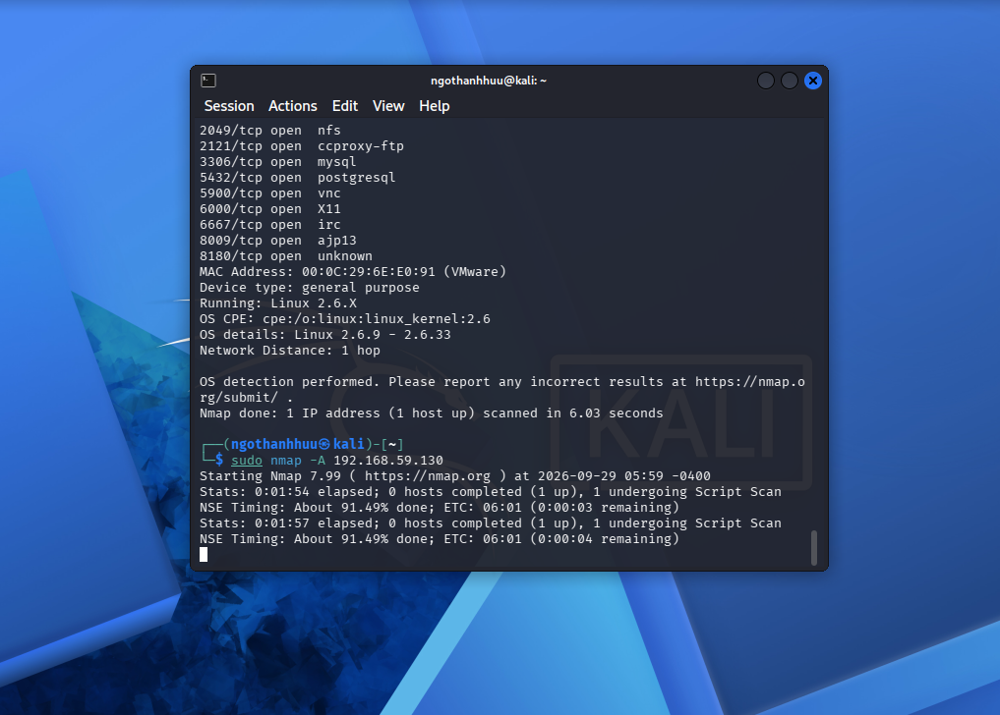 ngothanhhuu@kali: ~
Session Actions Edit View Help
2049/tcp open  nfs
2121/tcp open  ccproxy-ftp
3306/tcp open  mysql
5432/tcp open  postgresql
5900/tcp open  vnc
6000/tcp open  X11
6667/tcp open  irc
8009/tcp open  ajp13
8180/tcp open  unknown
MAC Address: 00:0C:29:6E:E0:91 (VMware)
Device type: general purpose
Running: Linux 2.6.X
OS CPE: cpe:/o:linux:linux_kernel:2.6
OS details: Linux 2.6.9 - 2.6.33
Network Distance: 1 hop
OS detection performed. Please report any incorrect results at https://nmap.o
rg/submit/ .
Nmap done: 1 IP address (1 host up) scanned in 6.03 seconds
┌──(ngothanhhuu㉿kali)-[~]
└─$ sudo nmap -A 192.168.59.130
Starting Nmap 7.99 ( https://nmap.org ) at 2026-09-29 05:59 -0400
Stats: 0:01:54 elapsed; 0 hosts completed (1 up), 1 undergoing Script Scan
NSE Timing: About 91.49% done; ETC: 06:01 (0:00:03 remaining)
Stats: 0:01:57 elapsed; 0 hosts completed (1 up), 1 undergoing Script Scan
NSE Timing: About 91.49% done; ETC: 06:01 (0:00:04 remaining)
KALI